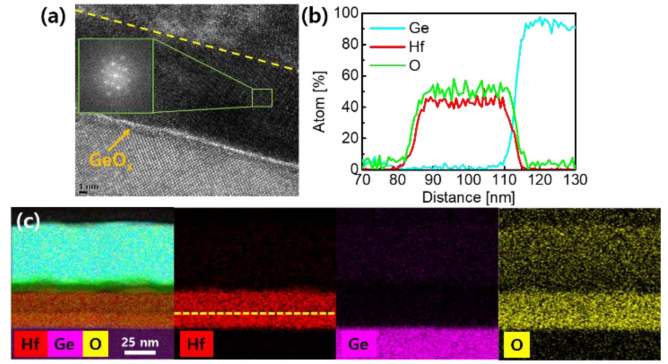 (a)
GeOx
1 nm
(b)
Ge
Hf
O
Atom [%]
100
80
60
40
20
0
70 80 90 100 110 120 130
Distance [nm]
(c)
Hf Ge O 25 nm
Hf
Ge
O